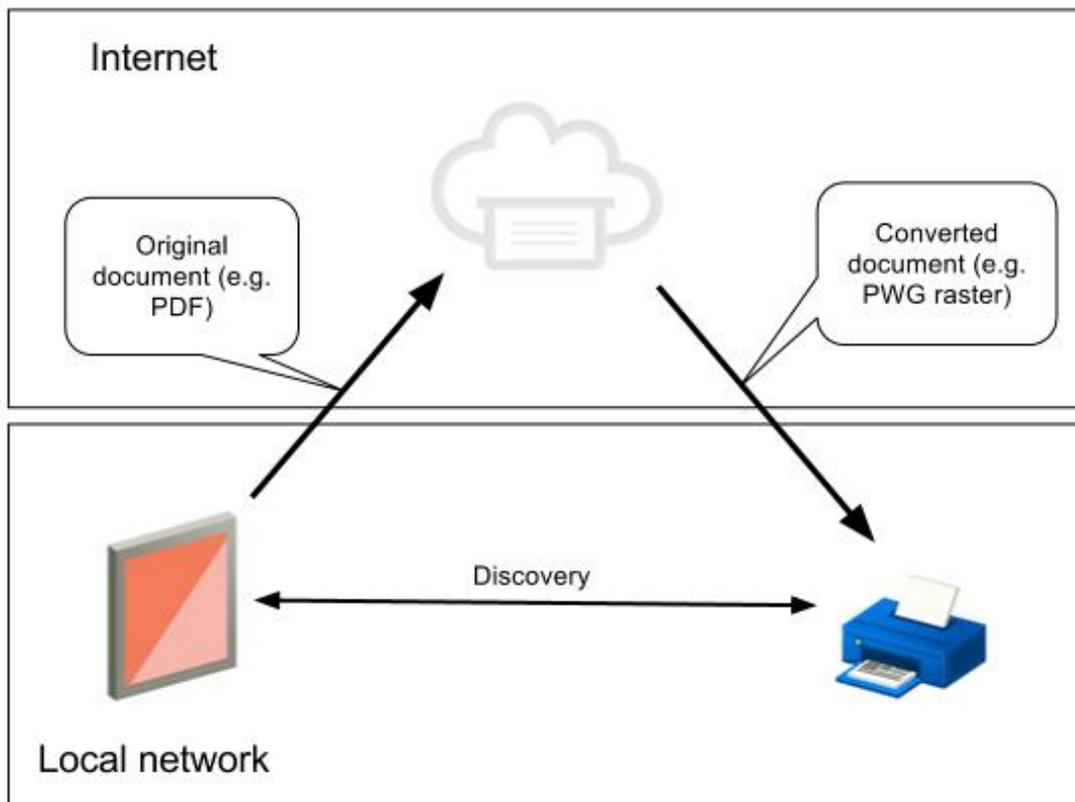 Internet
Original
document (e.g.
PDF)
Converted
document (e.g.
PWG raster)
Discovery
Local network